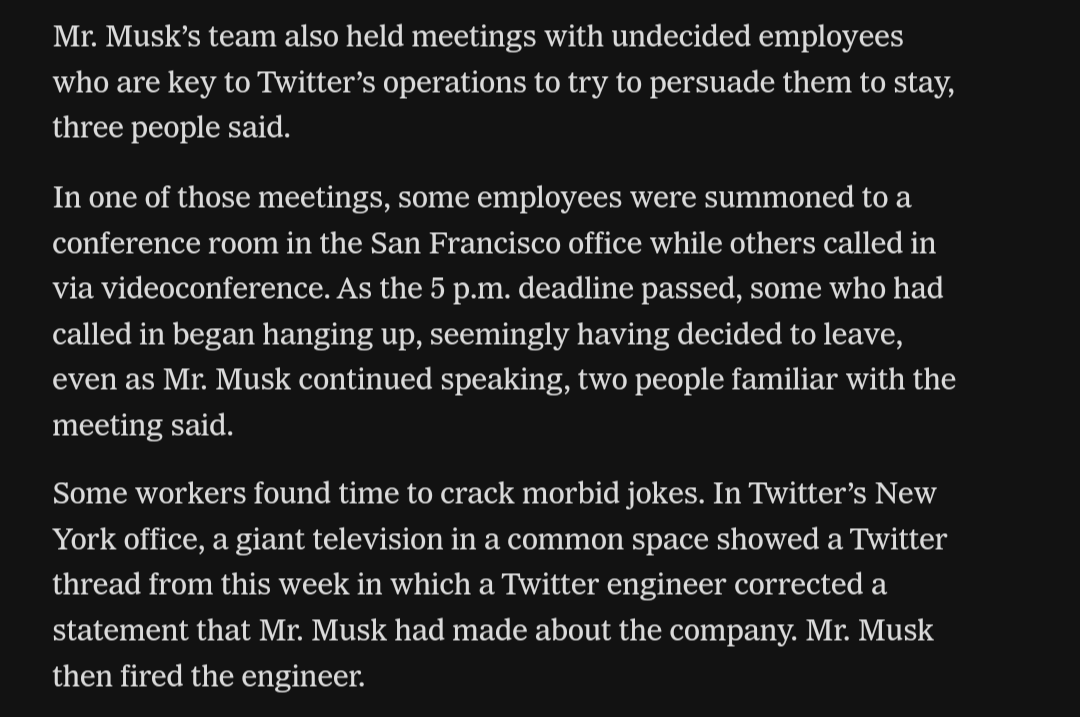 Mr. Musk’s team also held meetings with undecided employees
who are key to Twitter’s operations to try to persuade them to stay,
three people said.
In one of those meetings, some employees were summoned to a
conference room in the San Francisco office while others called in
via videoconference. As the 5 p.m. deadline passed, some who had
called in began hanging up, seemingly having decided to leave,
even as Mr. Musk continued speaking, two people familiar with the
meeting said.
Some workers found time to crack morbid jokes. In Twitter’s New
York office, a giant television in a common space showed a Twitter
thread from this week in which a Twitter engineer corrected a
statement that Mr. Musk had made about the company. Mr. Musk
then fired the engineer.